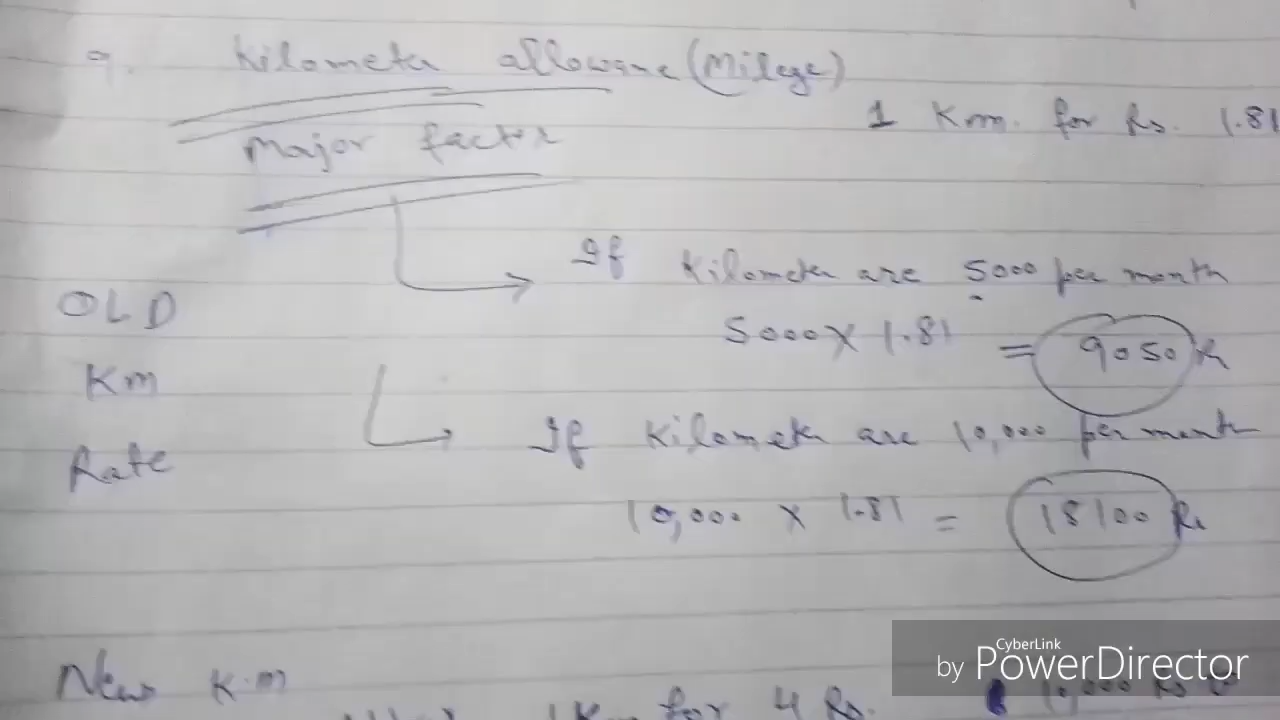 9. Kilometer allowance (Milege)
1 Km. for Rs. 1.81
Major factor
If Kilometer are 5000 per month
OLD
5000 X 1.81 = 9050 R
Km
If Kilometer are 10,000 per month
Rate
10,000 X 1.81 = 18100 Rs
New K.m
1 Km for 4 Rs.
10,000
CyberLink
by PowerDirector